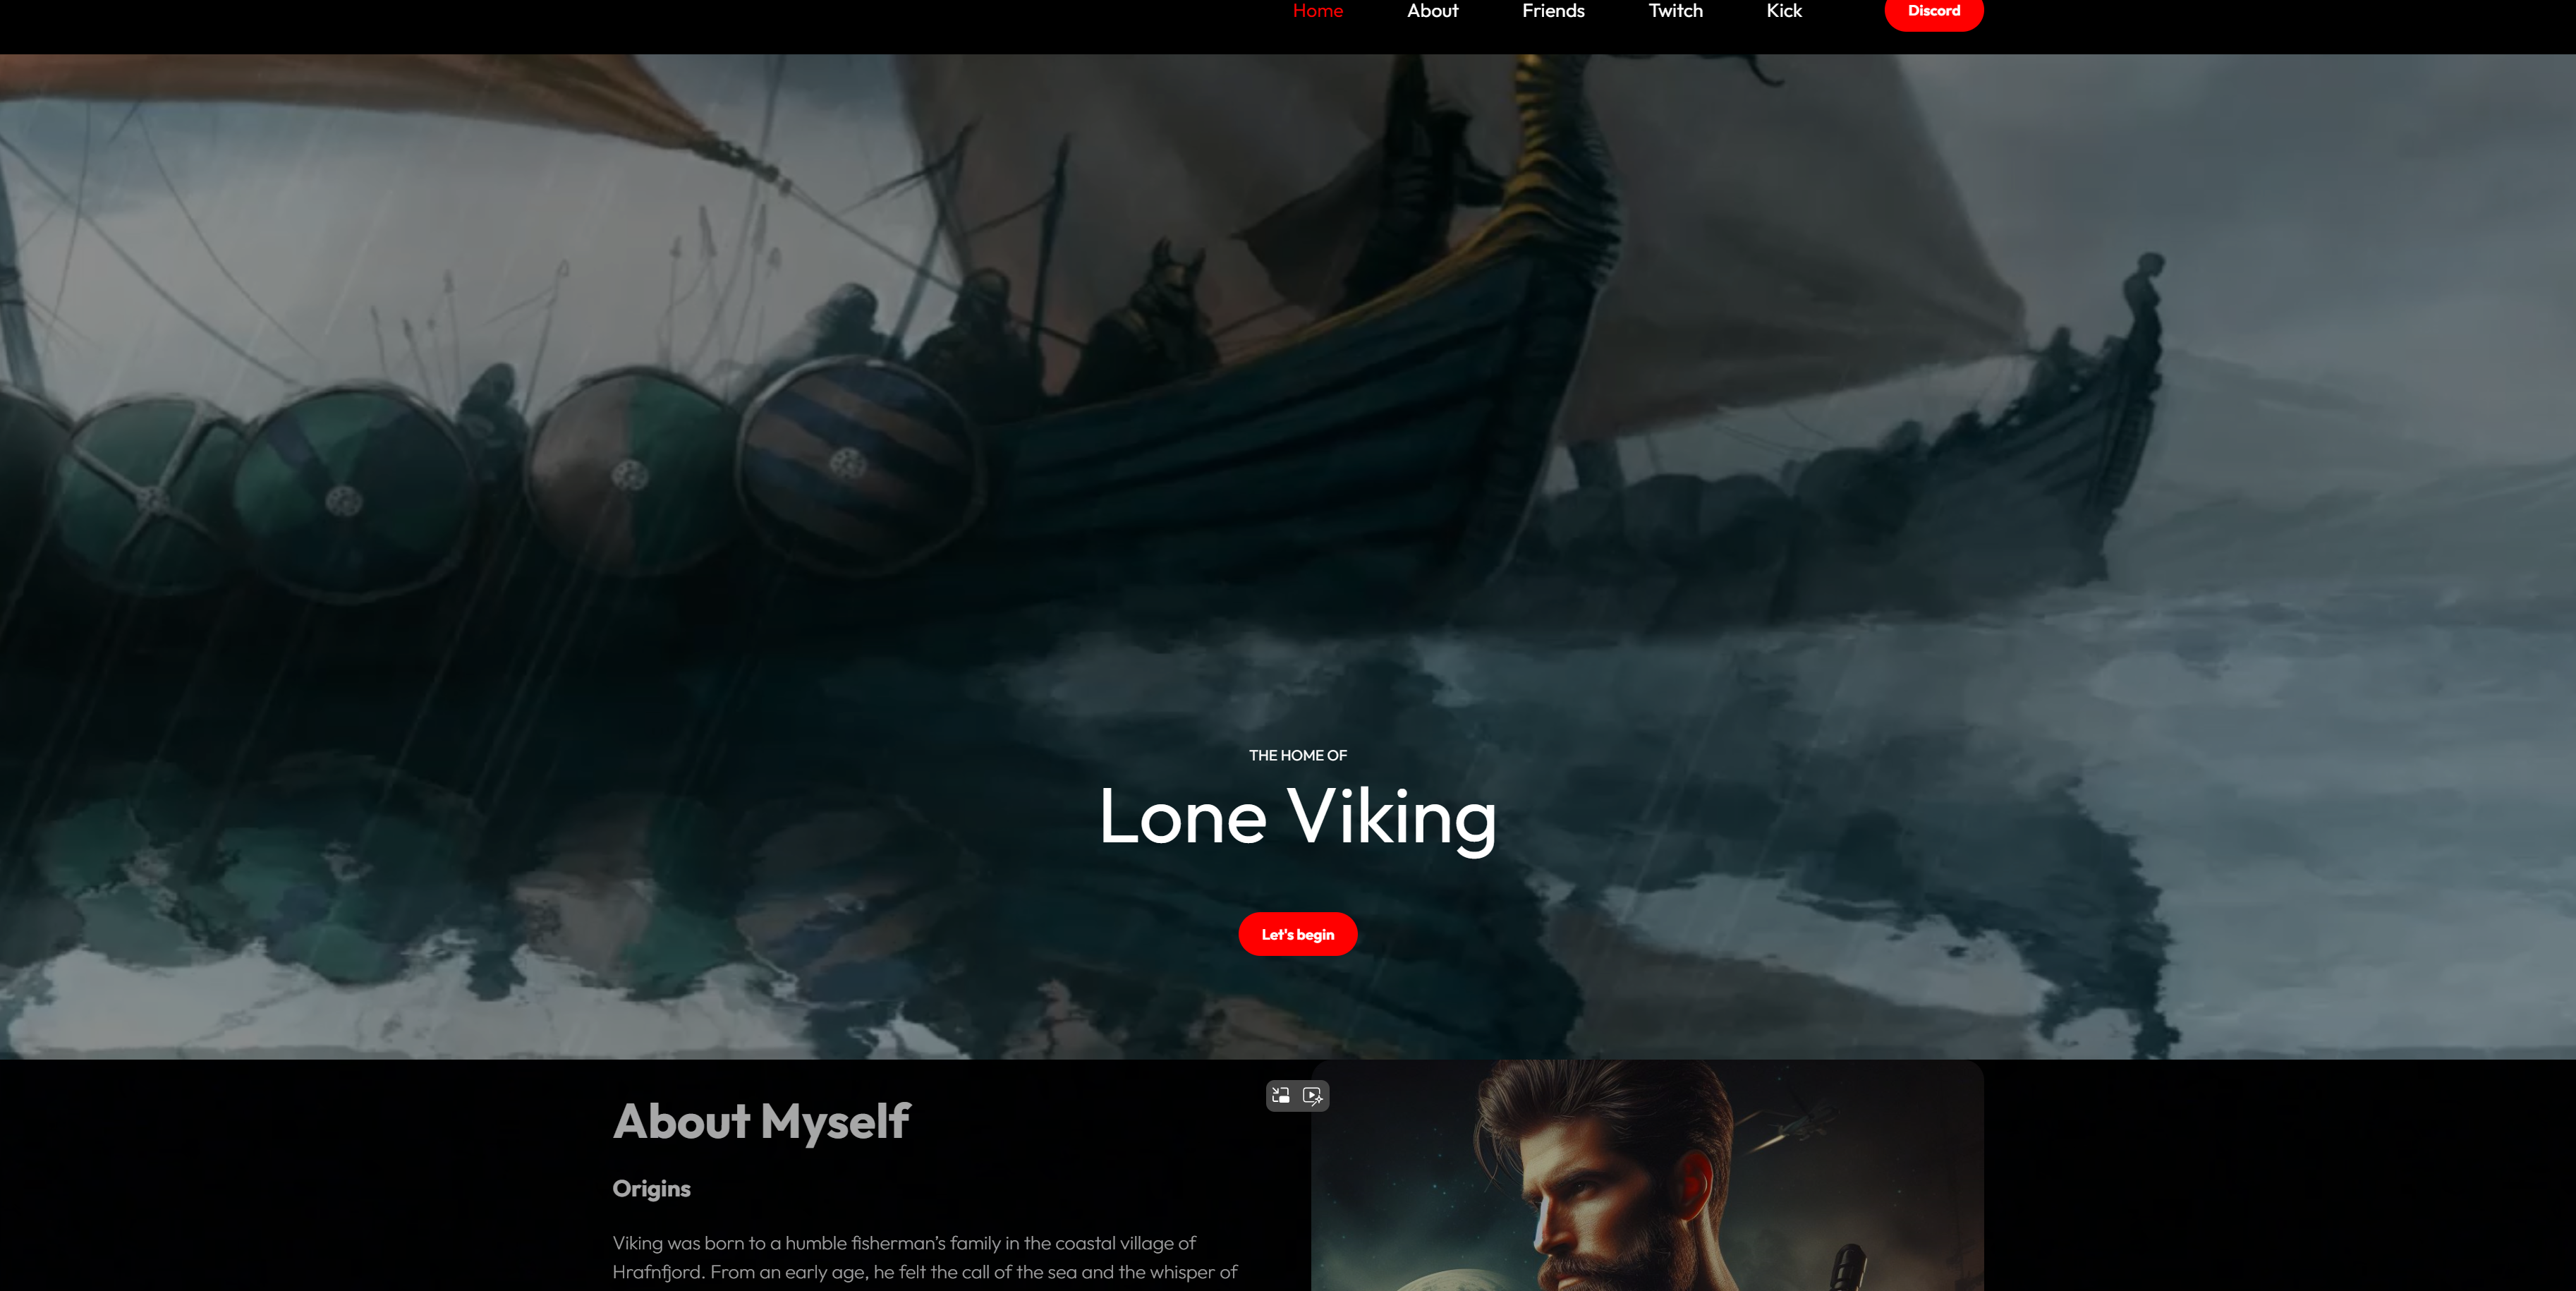 Home About Friends Twitch Kick Discord
THE HOME OF
Lone Viking
Let's begin
About Myself
Origins
Viking was born to a humble fisherman’s family in the coastal village of
Hrafnfjord. From an early age, he felt the call of the sea and the whisper of